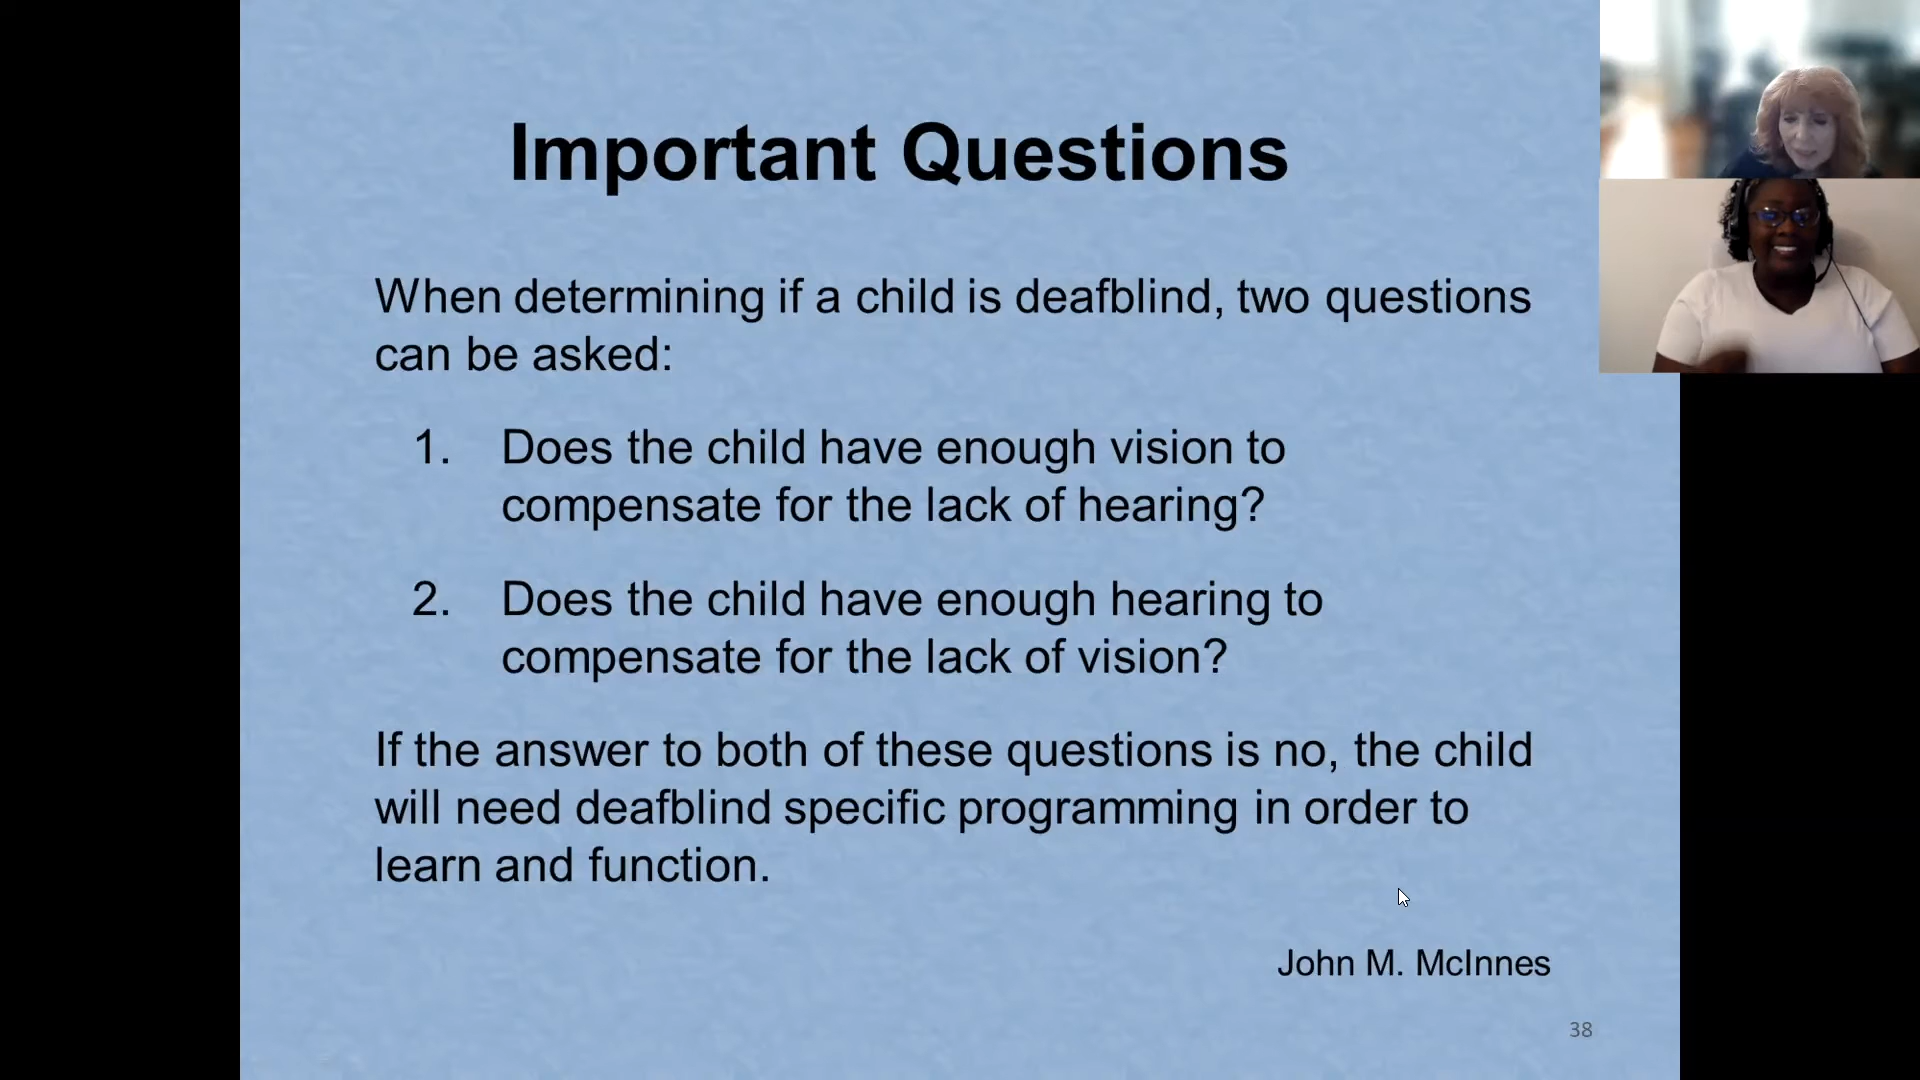 Important Questions
When determining if a child is deafblind, two questions
can be asked:
1. Does the child have enough vision to
compensate for the lack of hearing?
2. Does the child have enough hearing to
compensate for the lack of vision?
If the answer to both of these questions is no, the child
will need deafblind specific programming in order to
learn and function.
John M. McInnes
38